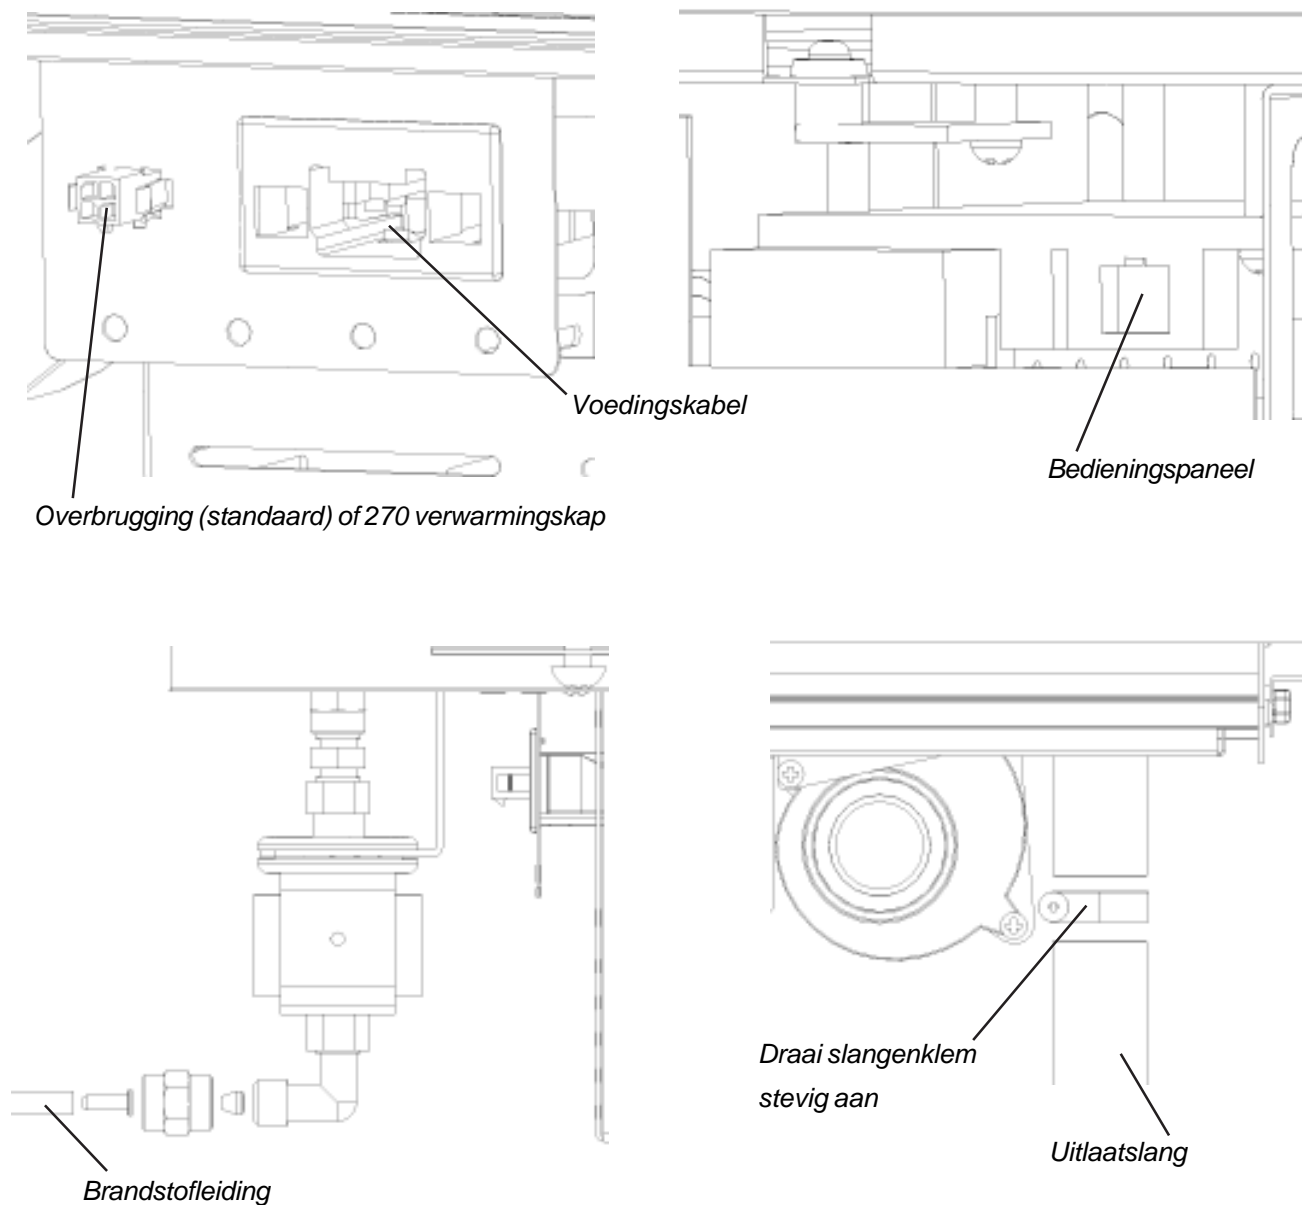 Voedingskabel
Bedieningspaneel
Overbrugging (standaard) of 270 verwarmingskap
Draai slangenklem
stevig aan
Uitlaatslang
Brandstofleiding